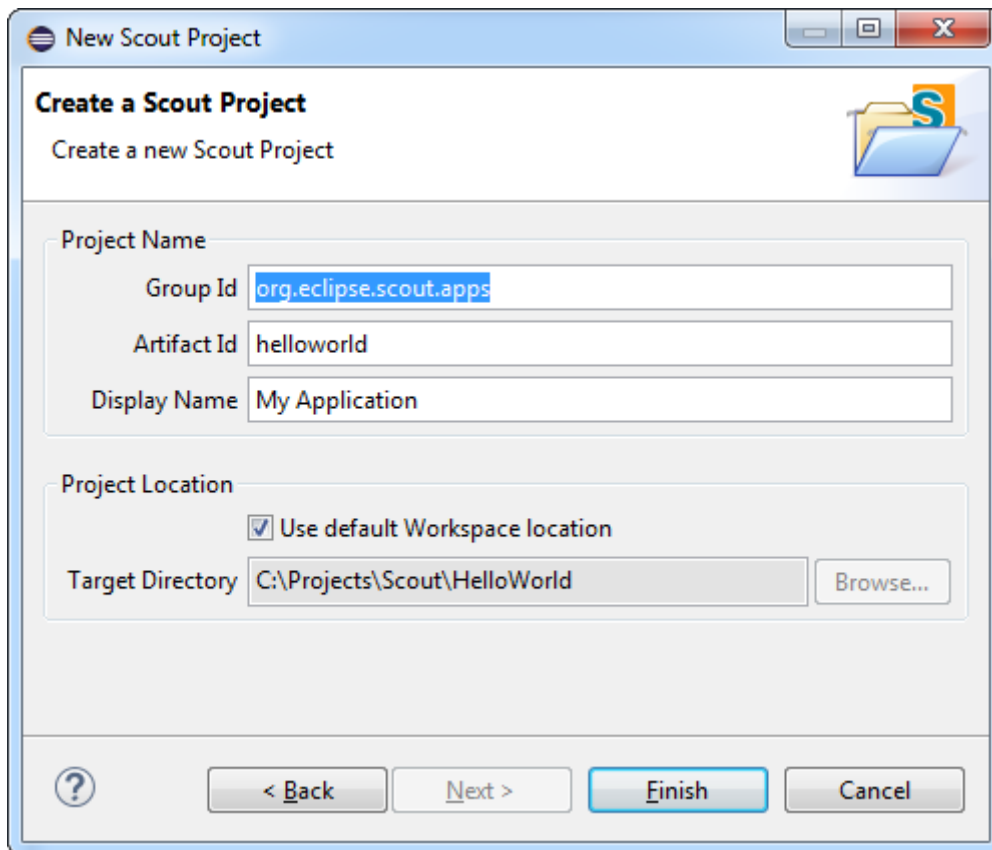 New Scout Project
Create a Scout Project
S
Create a new Scout Project
Project Name
Group Id org.eclipse.scout.apps
Artifact Id helloworld
Display Name My Application
Project Location
Use default Workspace location
Target Directory C:\Projects\Scout\HelloWorld Browse...
? < Back Next > Finish Cancel